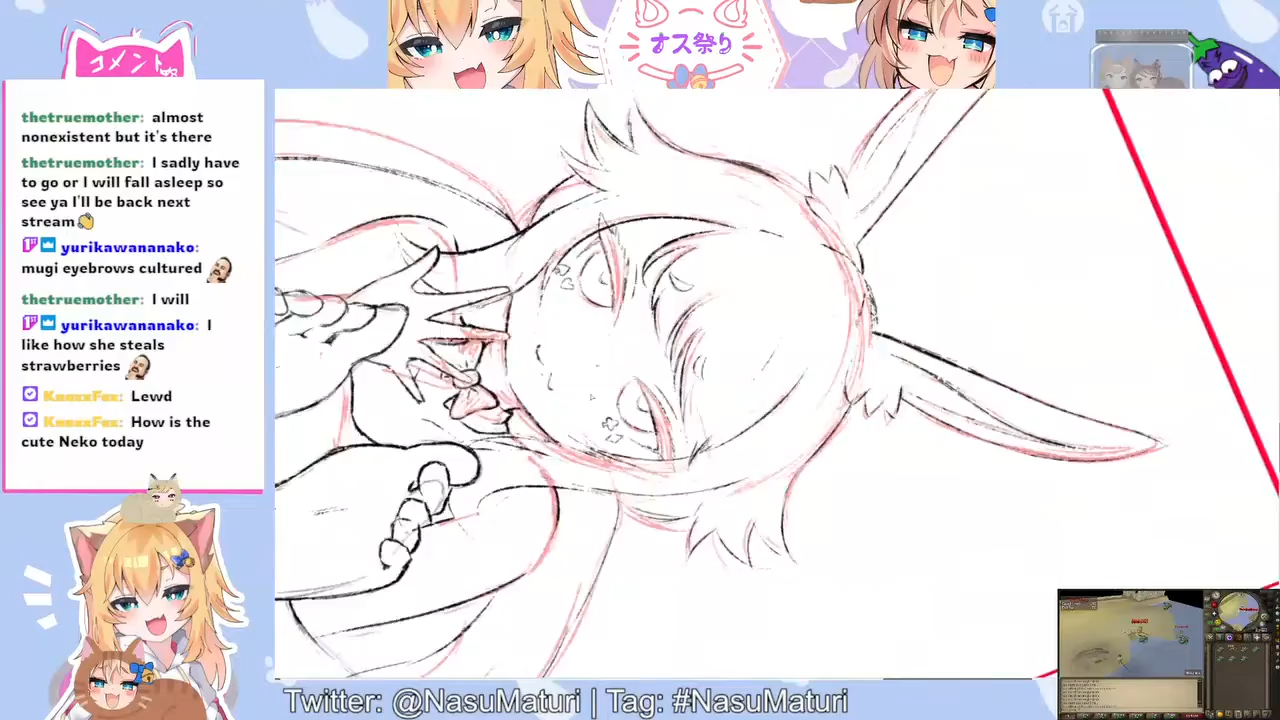 コメント
ナス祭り
thetruemother: almost
nonexistent but it's there
thetruemother: I sadly have
to go or I will fall asleep so
see ya I'll be back next
stream
yurikawananako:
mugi eyebrows cultured
thetruemother: I will
yurikawananako: I
like how she steals
strawberries
KnoxxFox: Lewd
KnoxxFox: How is the
cute Neko today
Twitter: @NasuMaturi | Tag: #NasuMaturi